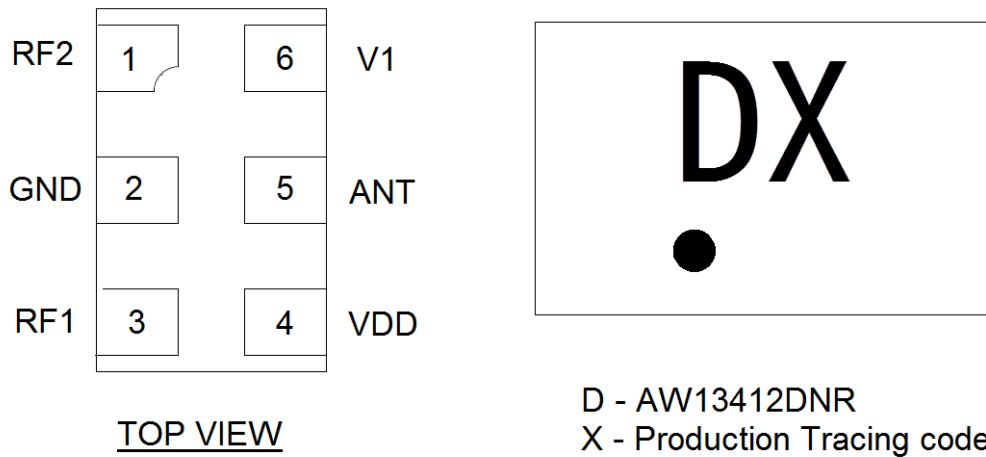 RF2 1 6 V1
GND 2 5 ANT
RF1 3 4 VDD
TOP VIEW
DX
D - AW13412DNR
X - Production Tracing code